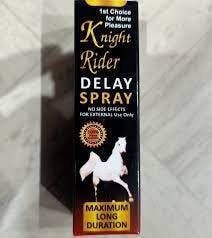 1st Choice
for More
Pleasure
Knight
Rider
DELAY
SPRAY
NO SIDE EFFECTS
FOR EXTERNAL Use Only
MAXIMUM
LONG
DURATION